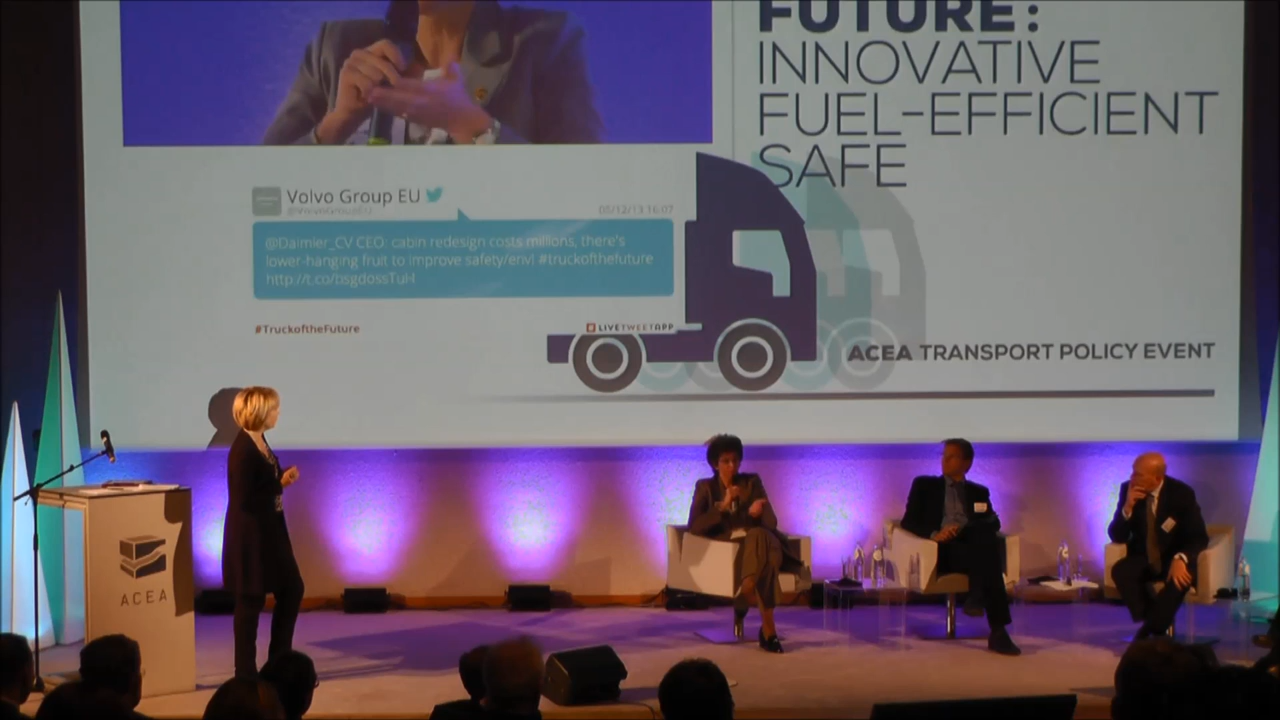 FUTURE:
INNOVATIVE
FUEL-EFFICIENT
SAFE
Volvo Group EU
@VolvoGroupEU
05/12/13 16:07
@Daimler_CV CEO: cabin redesign costs millions, there's
lower-hanging fruit to improve safety/envi #truckofthefuture
#TruckoftheFuture
LIVETWEETAPP
ACEA TRANSPORT POLICY EVENT
ACEA